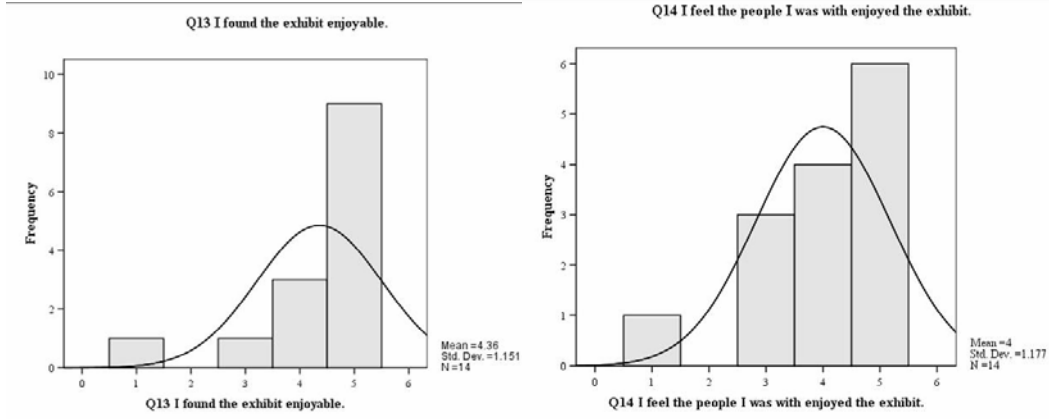 Q13 I found the exhibit enjoyable.
10
8
6
4
2
0
Frequency
0 1 2 3 4 5 6
Q13 I found the exhibit enjoyable.
Mean =4.36
Std. Dev. =1.151
N =14
Q14 I feel the people I was with enjoyed the exhibit.
6
5
4
3
2
1
0
Frequency
0 1 2 3 4 5 6
Q14 I feel the people I was with enjoyed the exhibit.
Mean =4
Std. Dev. =1.177
N =14